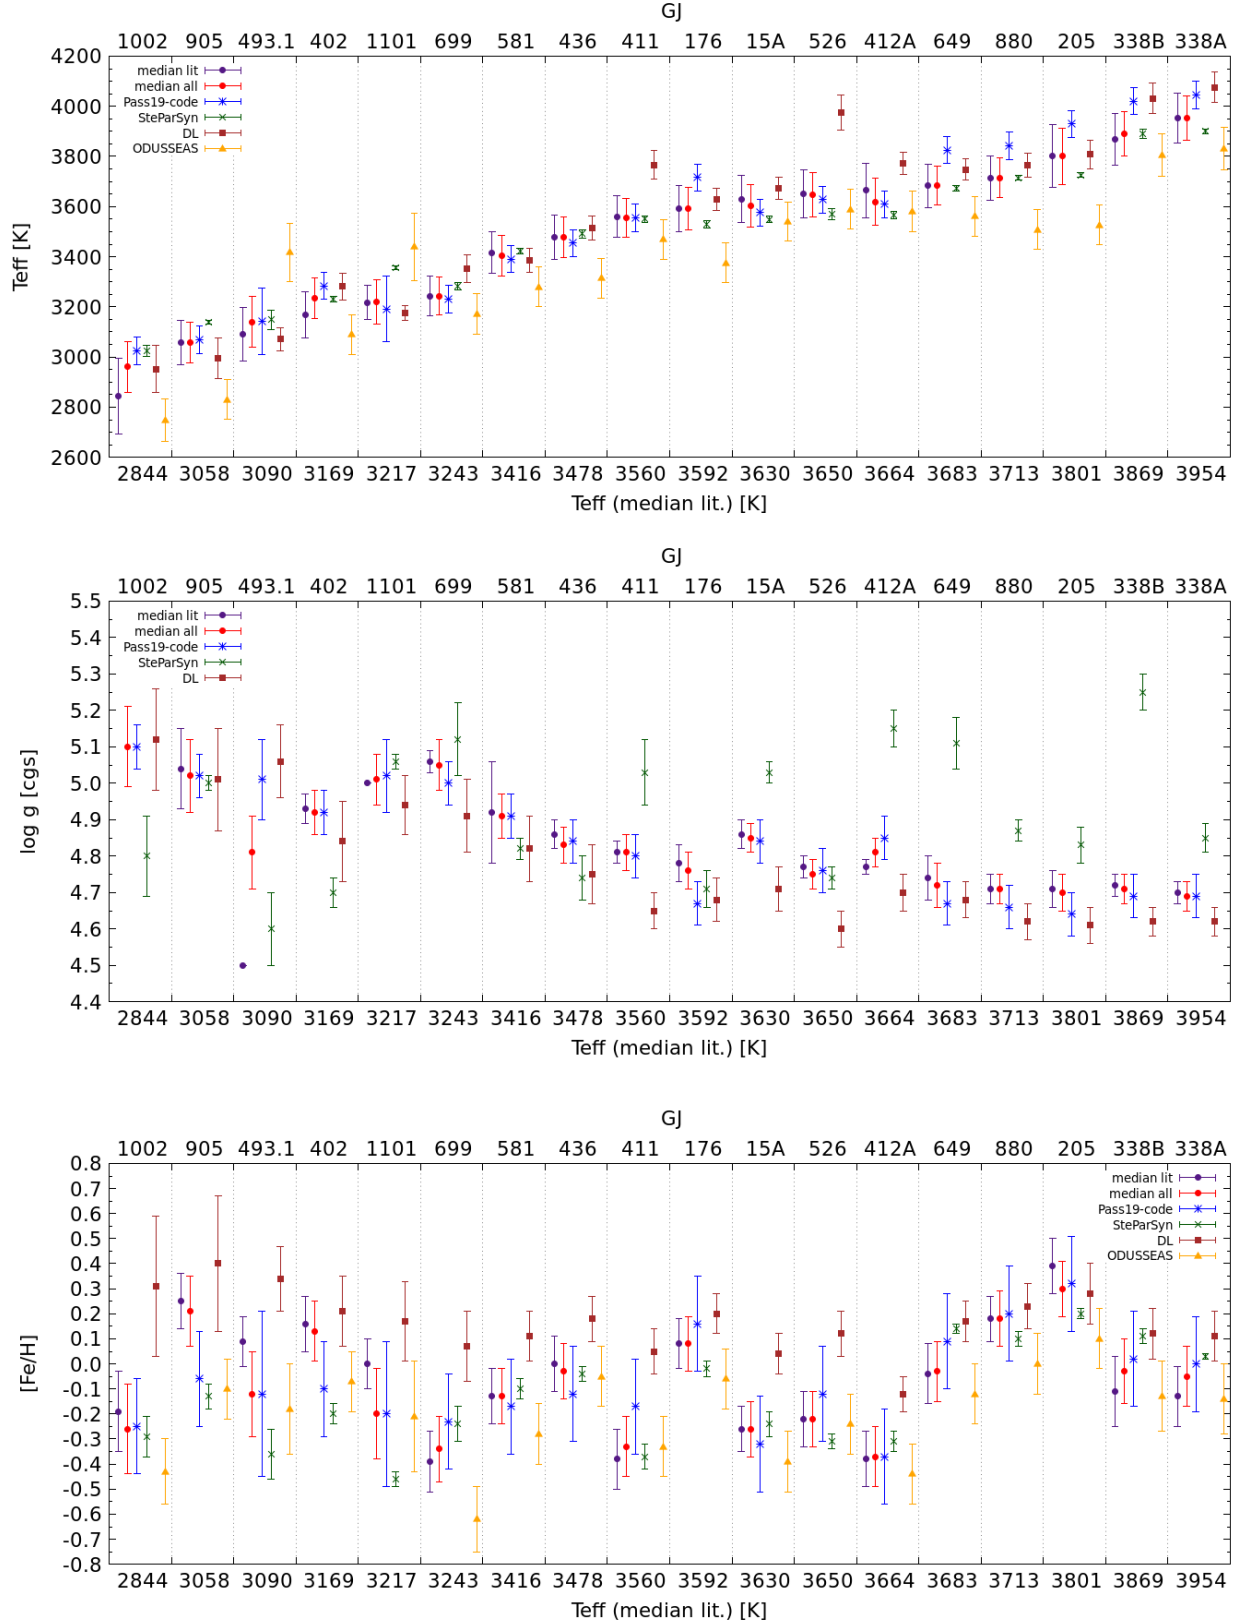 GJ
1002 905 493.1 402 1101 699 581 436 411 176 15A 526 412A 649 880 205 338B 338A
4200
4000
3800
3600
3400
3200
3000
2800
2600
Teff [K]
median lit
median all
Pass19-code
SteParSyn
DL
ODUSSEAS
2844 3058 3090 3169 3217 3243 3416 3478 3560 3592 3630 3650 3664 3683 3713 3801 3869 3954
Teff (median lit.) [K]
GJ
1002 905 493.1 402 1101 699 581 436 411 176 15A 526 412A 649 880 205 338B 338A
5.5
5.4
5.3
5.2
5.1
5.0
4.9
4.8
4.7
4.6
4.5
4.4
log g [cgs]
median lit
median all
Pass19-code
SteParSyn
DL
2844 3058 3090 3169 3217 3243 3416 3478 3560 3592 3630 3650 3664 3683 3713 3801 3869 3954
Teff (median lit.) [K]
GJ
1002 905 493.1 402 1101 699 581 436 411 176 15A 526 412A 649 880 205 338B 338A
0.8
0.7
0.6
0.5
0.4
0.3
0.2
0.1
0.0
-0.1
-0.2
-0.3
-0.4
-0.5
-0.6
-0.7
-0.8
[Fe/H]
median lit
median all
Pass19-code
SteParSyn
DL
ODUSSEAS
2844 3058 3090 3169 3217 3243 3416 3478 3560 3592 3630 3650 3664 3683 3713 3801 3869 3954
Teff (median lit.) [K]